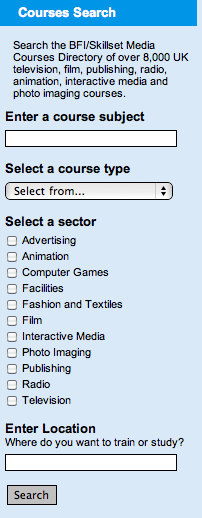 Courses Search
Search the BFI/Skillset Media
Courses Directory of over 8,000 UK
television, film, publishing, radio,
animation, interactive media and
photo imaging courses.
Enter a course subject
Select a course type
Select from...
Select a sector
Advertising
Animation
Computer Games
Facilities
Fashion and Textiles
Film
Interactive Media
Photo Imaging
Publishing
Radio
Television
Enter Location
Where do you want to train or study?
Search